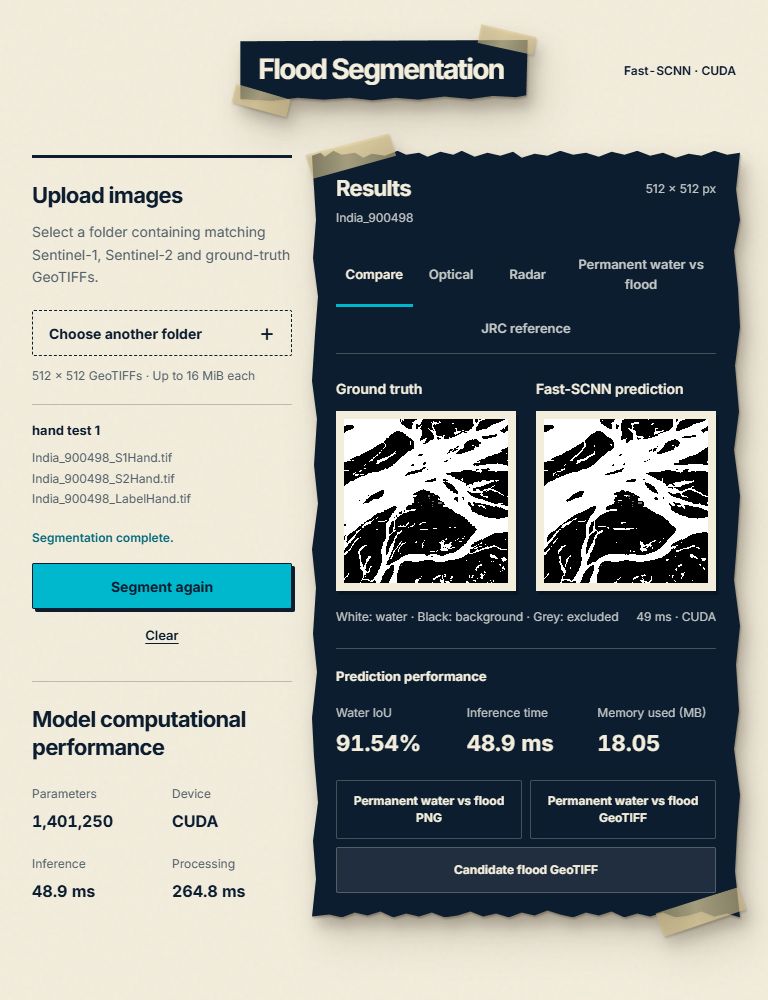 Flood Segmentation
Fast-SCNN · CUDA
Upload images
Select a folder containing matching
Sentinel-1, Sentinel-2 and ground-truth
GeoTIFFs.
Choose another folder +
512 × 512 GeoTIFFs · Up to 16 MiB each
hand test 1
India_900498_S1Hand.tif
India_900498_S2Hand.tif
India_900498_LabelHand.tif
Segmentation complete.
Segment again
Clear
Model computational
performance
Parameters Device
1,401,250 CUDA
Inference Processing
48.9 ms 264.8 ms
Results
512 × 512 px
India_900498
Compare Optical Radar Permanent water vs
flood
JRC reference
Ground truth Fast-SCNN prediction
White: water · Black: background · Grey: excluded 49 ms · CUDA
Prediction performance
Water IoU Inference time Memory used (MB)
91.54% 48.9 ms 18.05
Permanent water vs flood
PNG
Permanent water vs flood
GeoTIFF
Candidate flood GeoTIFF